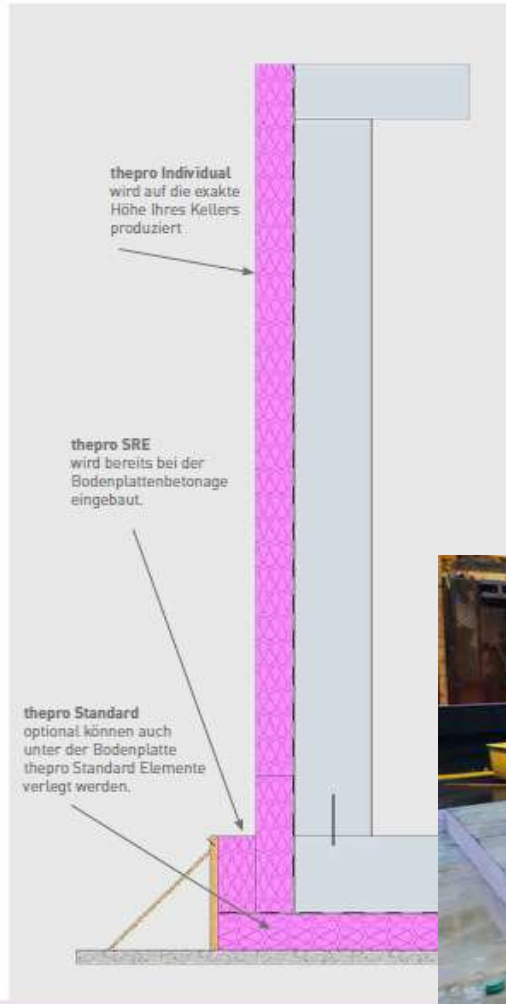 thepro Individual
wird auf die exakte
Höhe Ihres Kellers
produziert
thepro SRE
wird bereits bei der
Bodenplattenbetonage
eingebaut.
thepro Standard
optional können auch
unter der Bodenplatte
thepro Standard Elemente
verlegt werden.